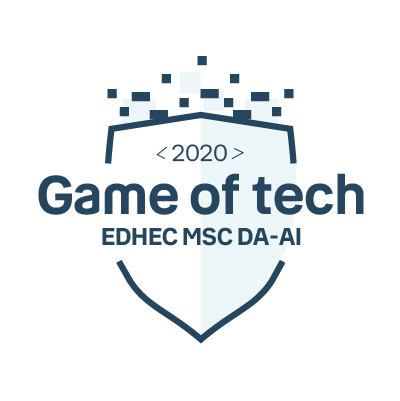 <2020>
Game of tech
EDHEC MSC DA-AI